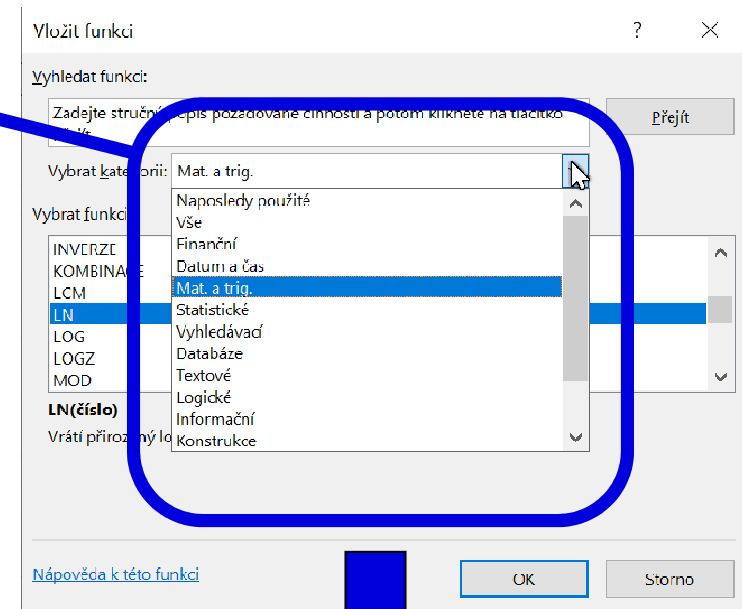 Vložit funkci
?
Vyhledat funkci:
Zadejte stručný popis požadované činnosti a potom klikněte na tlačítko
Přejít
Vybrat kategorii: Mat. a trig.
Naposledy použité
Vše
Finanční
Datum a čas
Mat. a trig.
Statistické
Vyhledávací
Databáze
Textové
Logické
Informační
Konstrukce
Vybrat funkci
INVERZE
KOMBINACE
LCM
LN
LOG
LOGZ
MOD
LN(číslo)
Vrátí přirozený lo
Nápověda k této funkci
OK
Storno